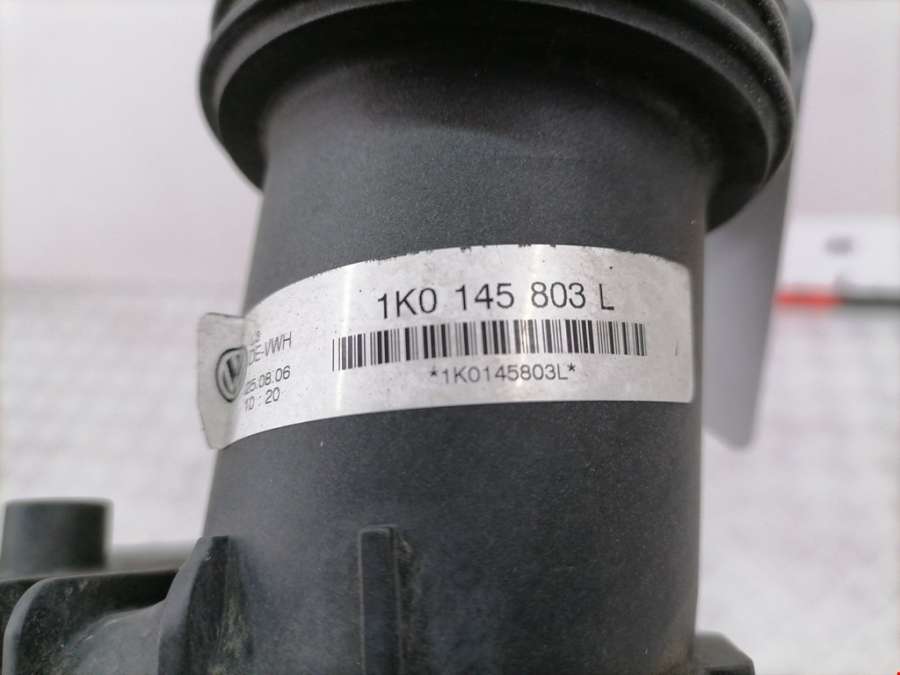 1K0 145 803 L
*1K0145803L*
DE-VWH
25.08.06
10:20